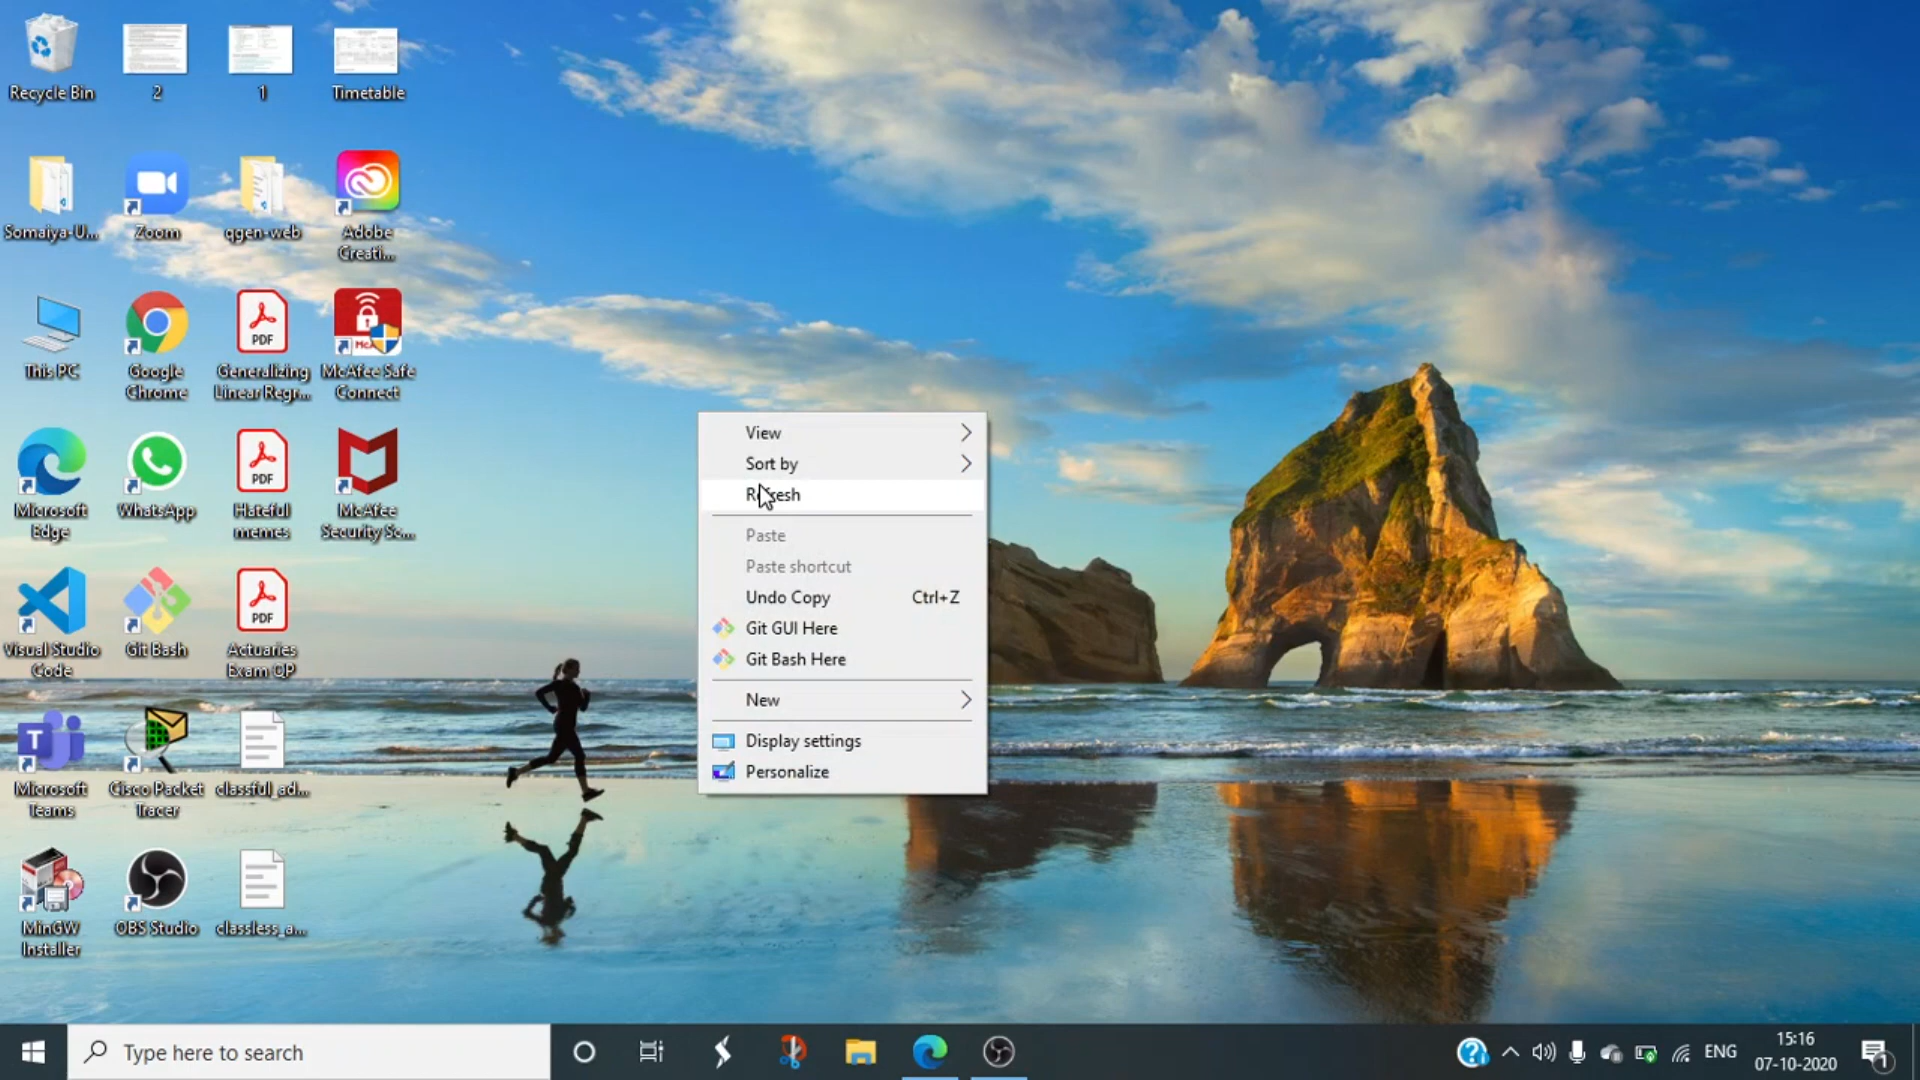 Recycle Bin
2
1
Timetable
Somaiya-U...
Zoom
qgen-web
Adobe
Creati...
This PC
Google
Chrome
PDF
Generalizing
Linear Regr...
McAfee Safe
Connect
Microsoft
Edge
WhatsApp
PDF
Hateful
memes
McAfee
Security Sc...
Visual Studio
Code
Git Bash
PDF
Actuaries
Exam QP
T
Microsoft
Teams
Cisco Packet
Tracer
classful_ad...
MinGW
Installer
OBS Studio
classless_a...
View
Sort by
Refresh
Paste
Paste shortcut
Undo Copy Ctrl+Z
Git GUI Here
Git Bash Here
New
Display settings
Personalize
Type here to search
ENG
15:16
07-10-2020
1